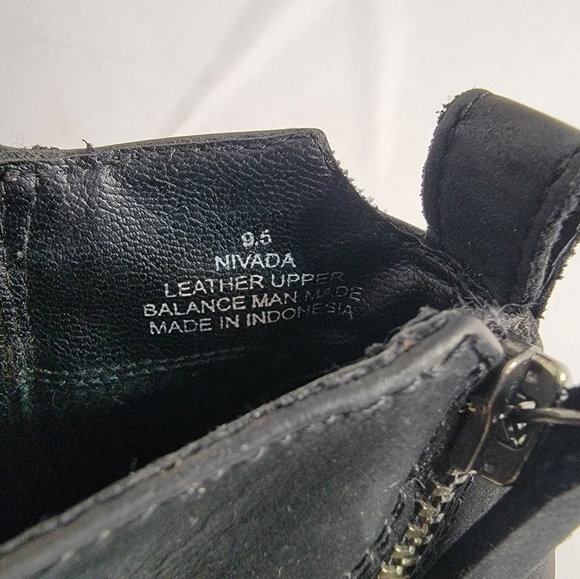 9.5
NIVADA
LEATHER UPPER
BALANCE MAN MADE
MADE IN INDONESIA